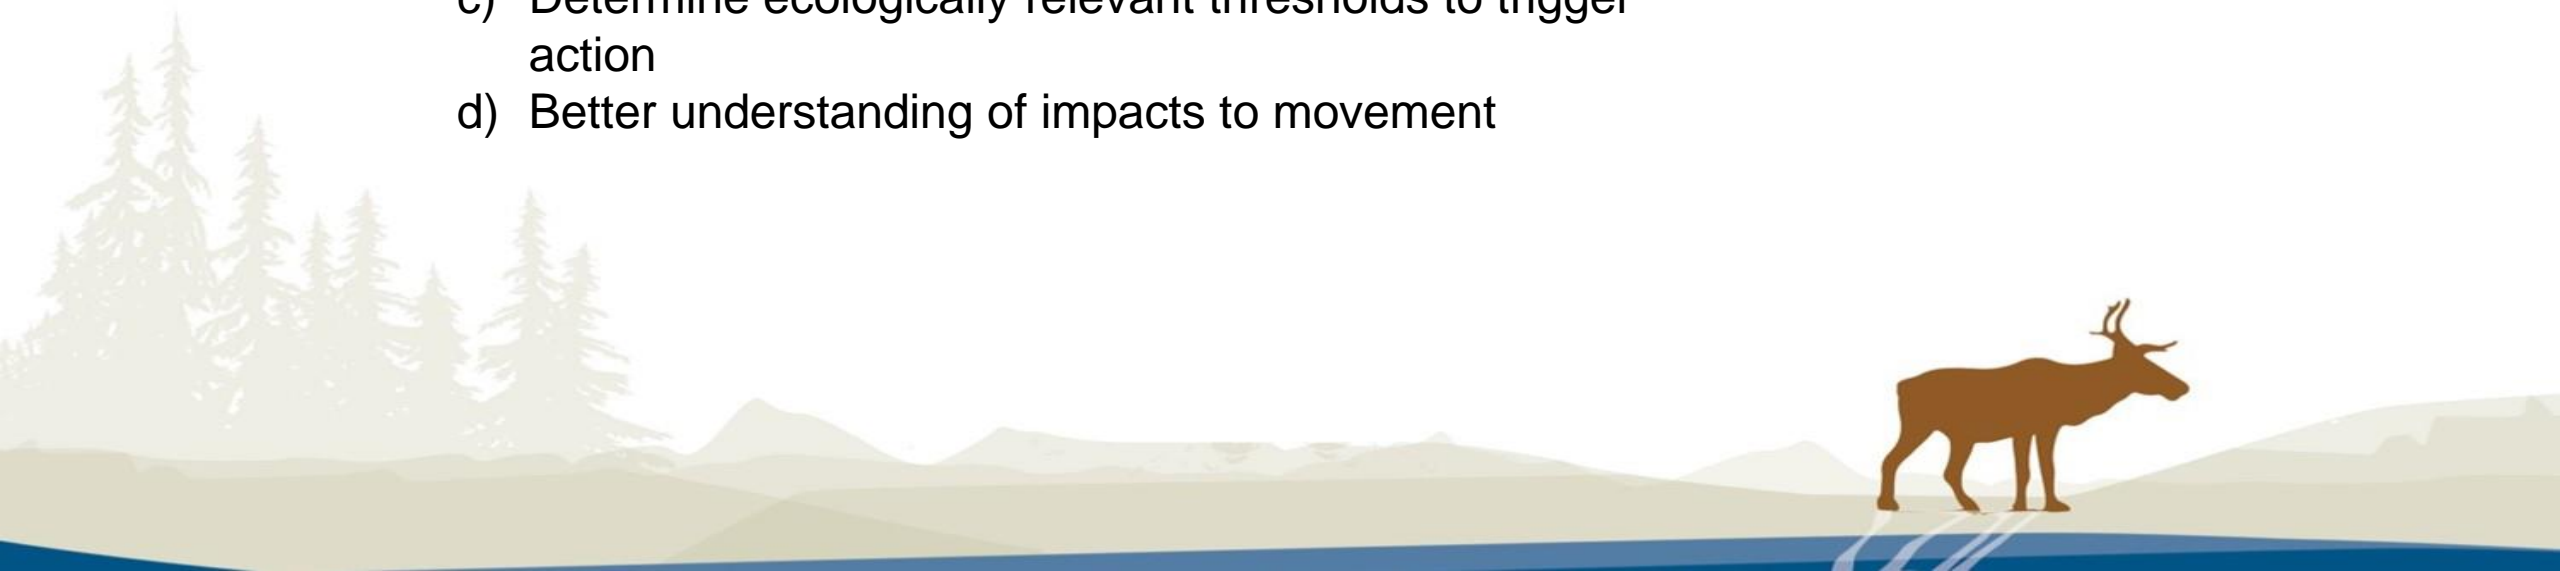 c) Determine ecologically relevant thresholds to trigger
action
d) Better understanding of impacts to movement